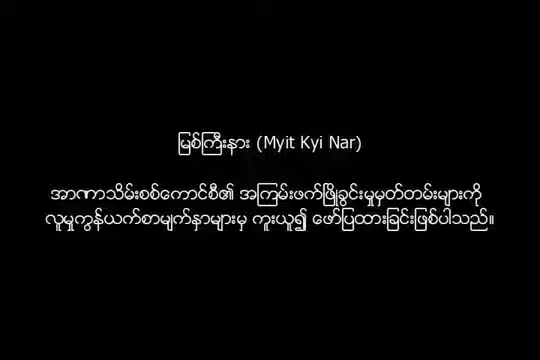 မြစ်ကြီးနား (Myit Kyi Nar)
အာဏာသိမ်းစစ်ကောင်စီ၏ အကြမ်းဖက်ဖြိုခွင်းမှုမှတ်တမ်းများကို
လူမှုကွန်ယက်စာမျက်နှာများမှ ကူးယူ၍ ဖော်ပြထားခြင်းဖြစ်ပါသည်။